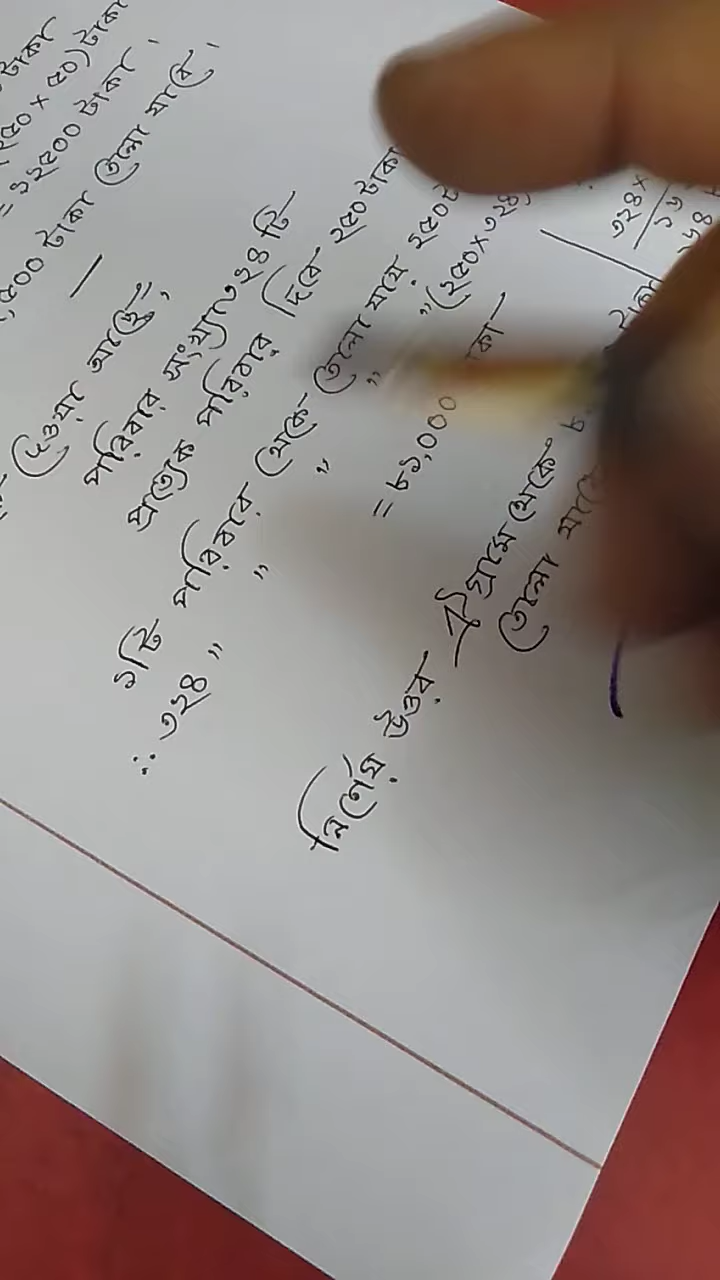 টাকা
২৫০ × ৫০) টাকা
= ১২৫০০ টাকা।
,৫০০ টাকা তোলা যাবে।
দেওয়া আছে,
পরিবার সংখ্যা ৩২৪ টি
প্রত্যেক পরিবার দিবে ২৫০ টাকা
১টি পরিবার থেকে তোলা যায় ২৫০ ট
∴ ৩২৪ " " " " (২৫০ × ৩২৪
= ৮১,০০০
নির্ণেয় উত্তর ঐ গ্রাম থেকে ৮
তোলা যাবে
৩২৪ ×